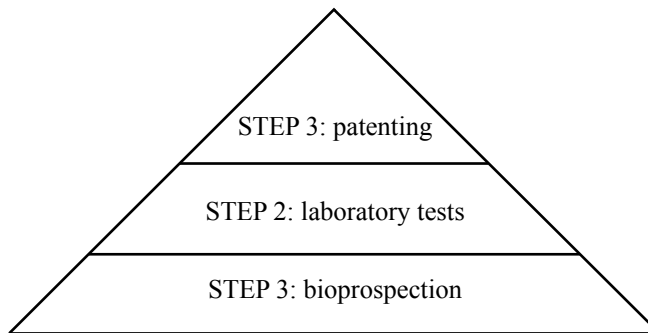 STEP 3: patenting
STEP 2: laboratory tests
STEP 3: bioprospection